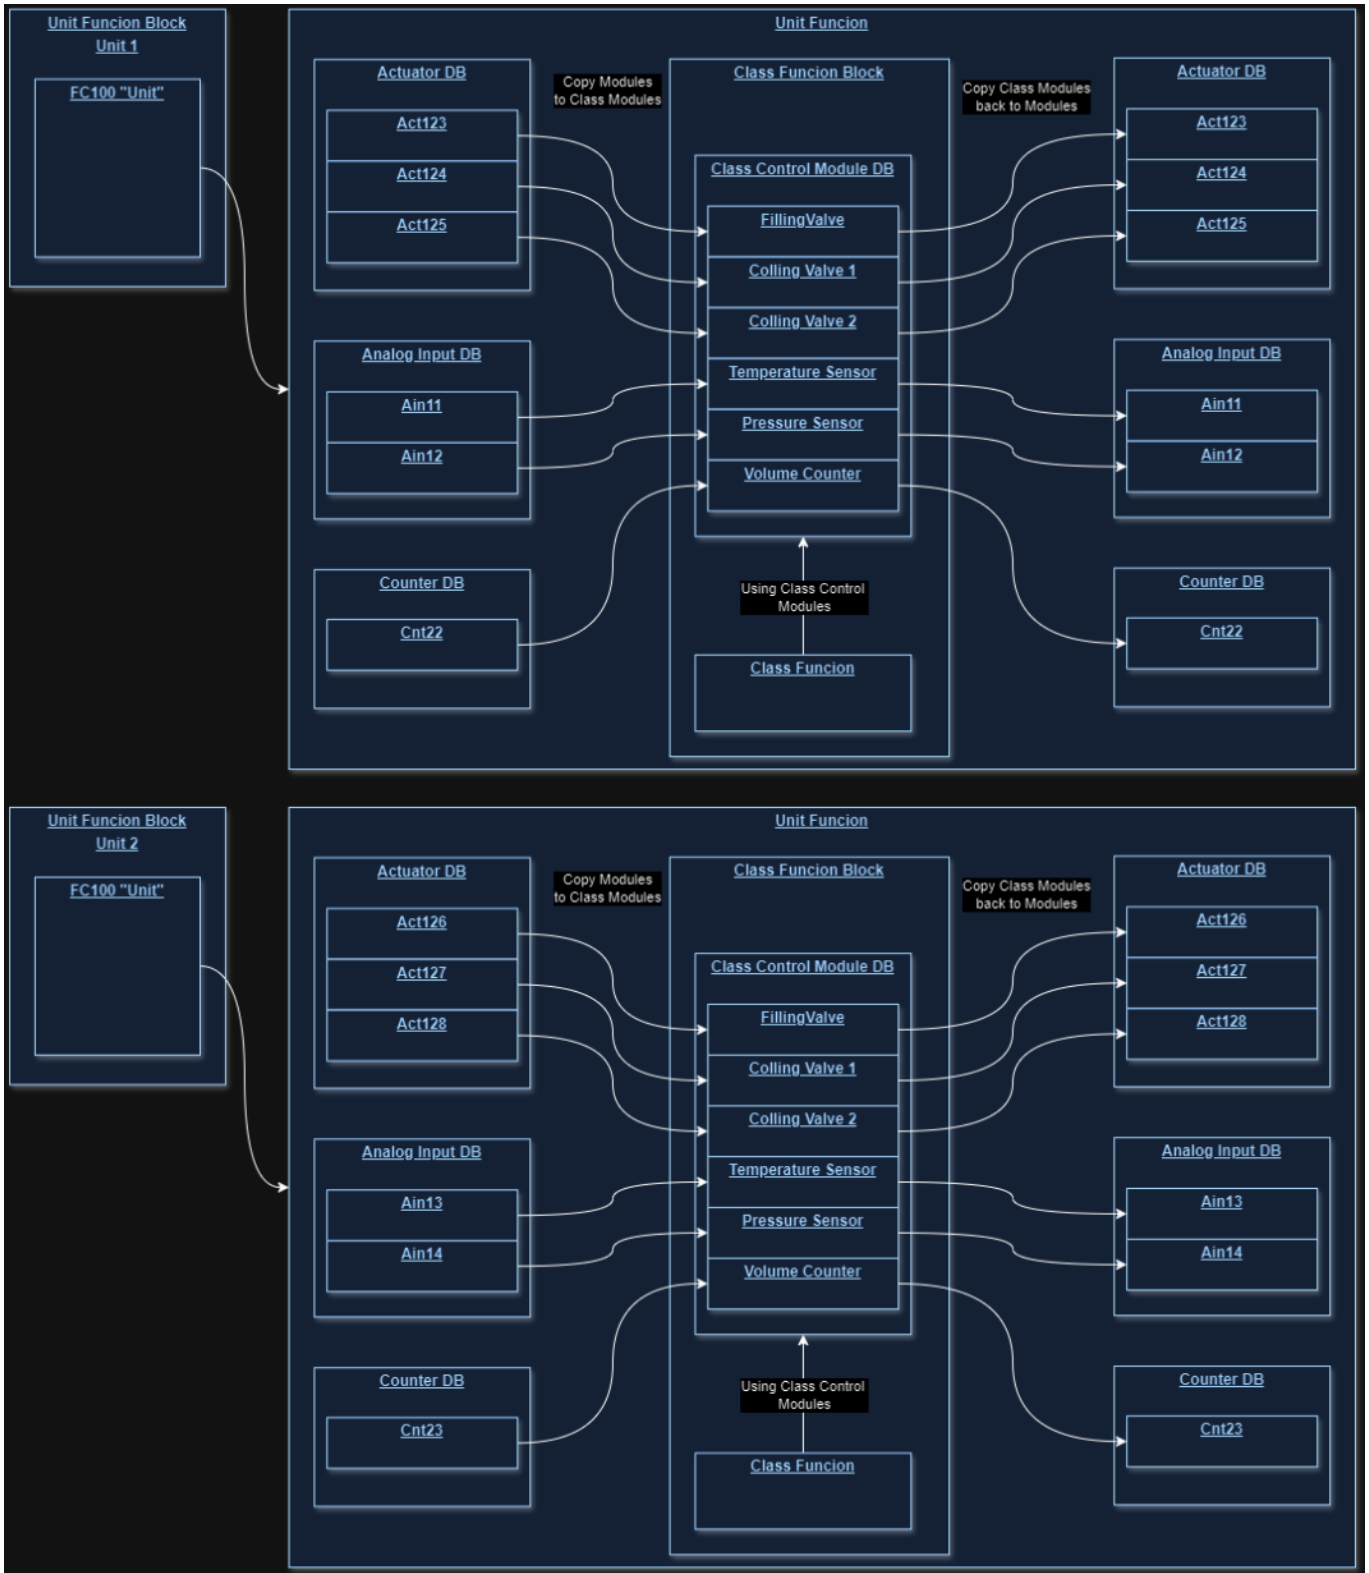 Unit Funcion Block
Unit 1
FC100 "Unit"
Unit Funcion
Actuator DB
Act123
Act124
Act125
Analog Input DB
Ain11
Ain12
Counter DB
Cnt22
Copy Modules
to Class Modules
Class Funcion Block
Class Control Module DB
FillingValve
Colling Valve 1
Colling Valve 2
Temperature Sensor
Pressure Sensor
Volume Counter
Using Class Control
Modules
Class Funcion
Copy Class Modules
back to Modules
Actuator DB
Act123
Act124
Act125
Analog Input DB
Ain11
Ain12
Counter DB
Cnt22
Unit Funcion Block
Unit 2
FC100 "Unit"
Unit Funcion
Actuator DB
Act126
Act127
Act128
Analog Input DB
Ain13
Ain14
Counter DB
Cnt23
Copy Modules
to Class Modules
Class Funcion Block
Class Control Module DB
FillingValve
Colling Valve 1
Colling Valve 2
Temperature Sensor
Pressure Sensor
Volume Counter
Using Class Control
Modules
Class Funcion
Copy Class Modules
back to Modules
Actuator DB
Act126
Act127
Act128
Analog Input DB
Ain13
Ain14
Counter DB
Cnt23